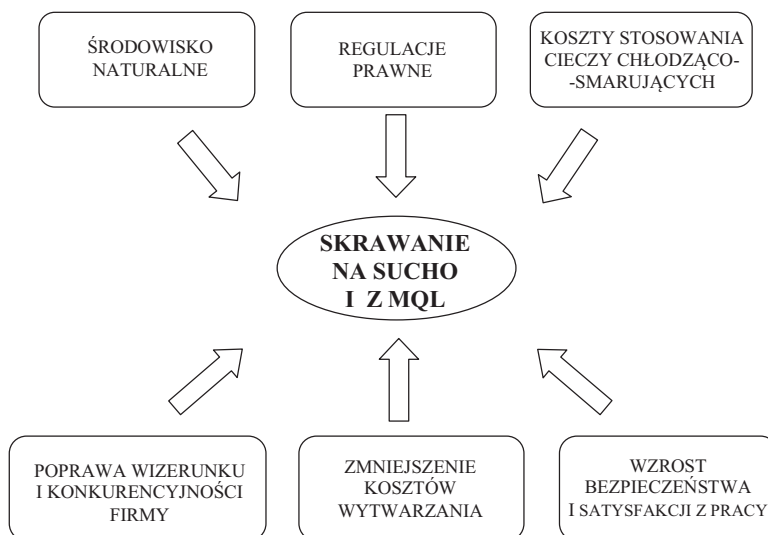 ŚRODOWISKO
NATURALNE
REGULACJE
PRAWNE
KOSZTY STOSOWANIA
CIECZY CHŁODZĄCO-
-SMARUJĄCYCH
SKRAWANIE
NA SUCHO
I Z MQL
POPRAWA WIZERUNKU
I KONKURENCYJNOŚCI
FIRMY
ZMNIEJSZENIE
KOSZTÓW
WYTWARZANIA
WZROST
BEZPIECZEŃSTWA
I SATYSFAKCJI Z PRACY